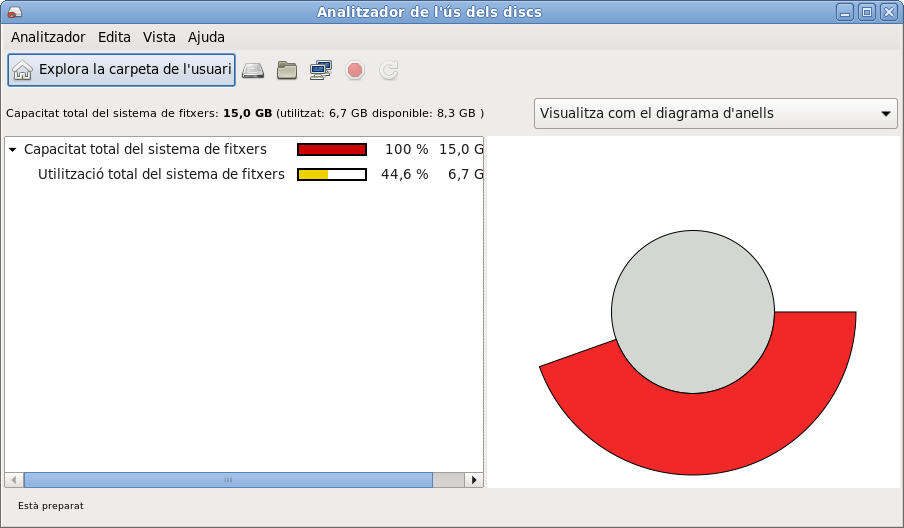 Analitzador de l'ús dels discs
Analitzador Edita Vista Ajuda
Explora la carpeta de l'usuari
Capacitat total del sistema de fitxers: 15,0 GB (utilitzat: 6,7 GB disponible: 8,3 GB )
Visualitza com el diagrama d'anells
Capacitat total del sistema de fitxers 100 % 15,0 G
Utilització total del sistema de fitxers 44,6 % 6,7 G
Està preparat